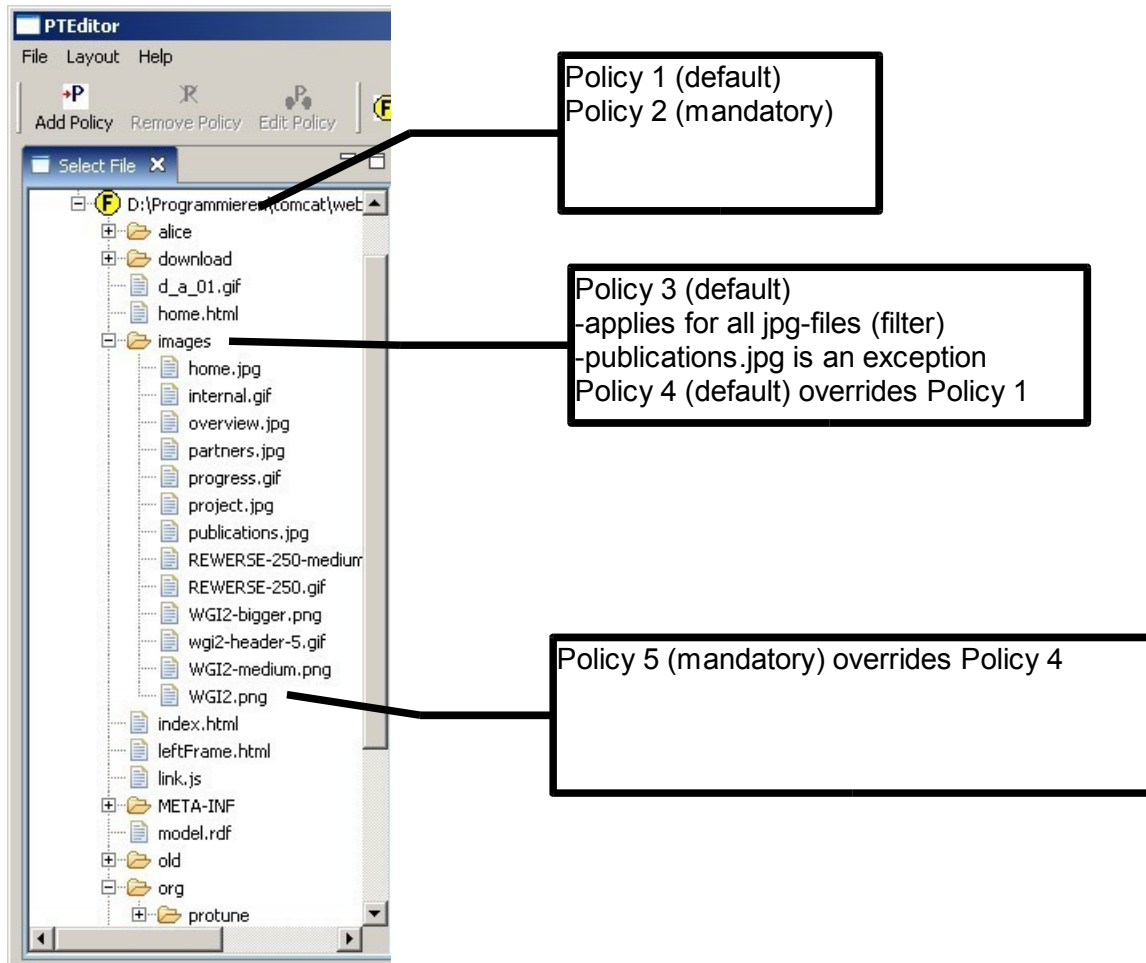 PTEditor
File Layout Help
Add Policy Remove Policy Edit Policy
Select File
D:\Programmieren\tomcat\web
alice
download
d_a_01.gif
home.html
images
home.jpg
internal.gif
overview.jpg
partners.jpg
progress.gif
project.jpg
publications.jpg
REWERSE-250-medium
REWERSE-250.gif
WGI2-bigger.png
wgi2-header-5.gif
WGI2-medium.png
WGI2.png
index.html
leftFrame.html
link.js
META-INF
model.rdf
old
org
protune
Policy 1 (default)
Policy 2 (mandatory)
Policy 3 (default)
-applies for all jpg-files (filter)
-publications.jpg is an exception
Policy 4 (default) overrides Policy 1
Policy 5 (mandatory) overrides Policy 4